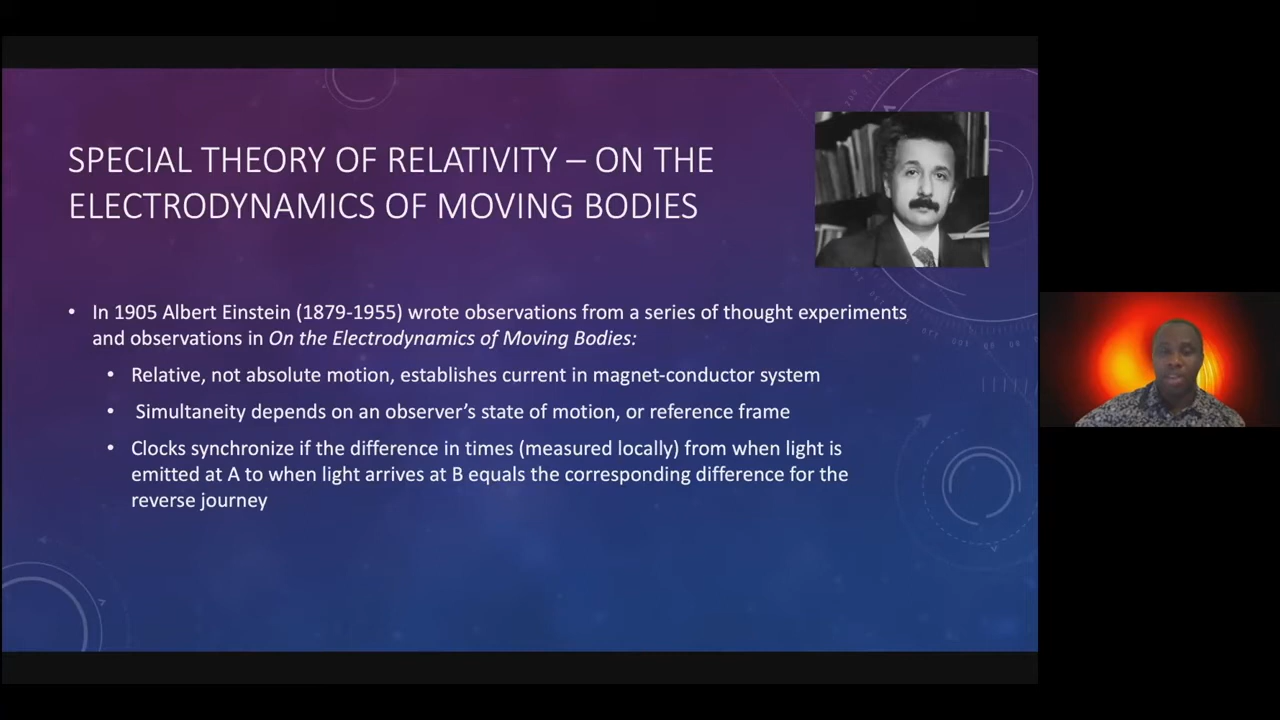 SPECIAL THEORY OF RELATIVITY – ON THE
ELECTRODYNAMICS OF MOVING BODIES
• In 1905 Albert Einstein (1879-1955) wrote observations from a series of thought experiments
and observations in On the Electrodynamics of Moving Bodies:
• Relative, not absolute motion, establishes current in magnet-conductor system
• Simultaneity depends on an observer’s state of motion, or reference frame
• Clocks synchronize if the difference in times (measured locally) from when light is
emitted at A to when light arrives at B equals the corresponding difference for the
reverse journey